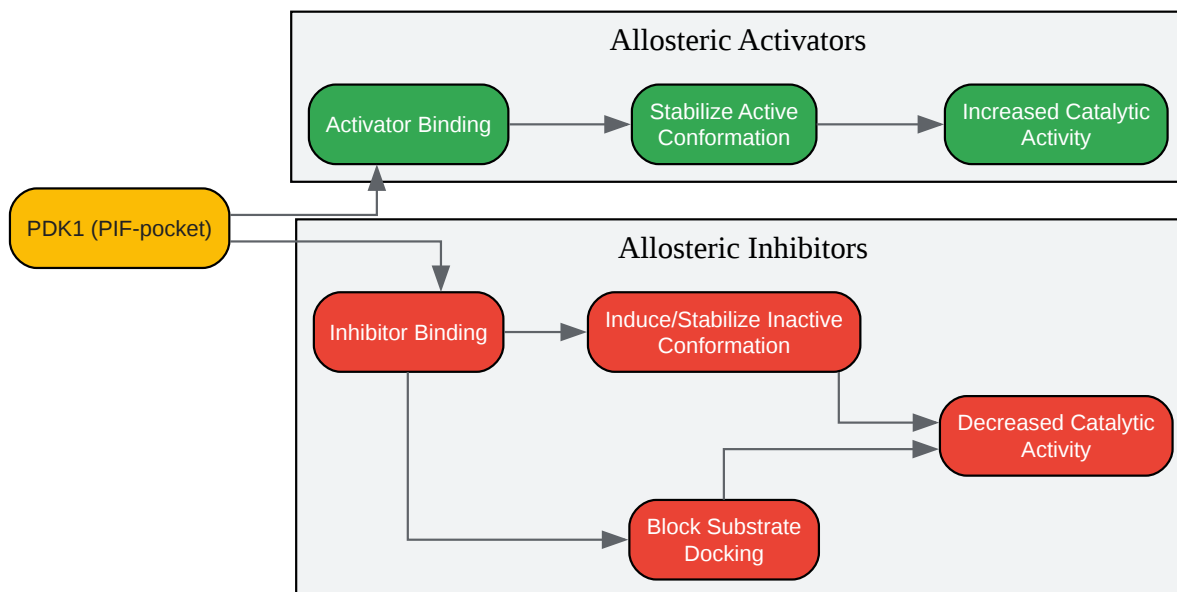 Allosteric Activators
Activator Binding
Stabilize Active
Conformation
Increased Catalytic
Activity
PDK1 (PIF-pocket)
Allosteric Inhibitors
Inhibitor Binding
Induce/Stabilize Inactive
Conformation
Decreased Catalytic
Activity
Block Substrate
Docking